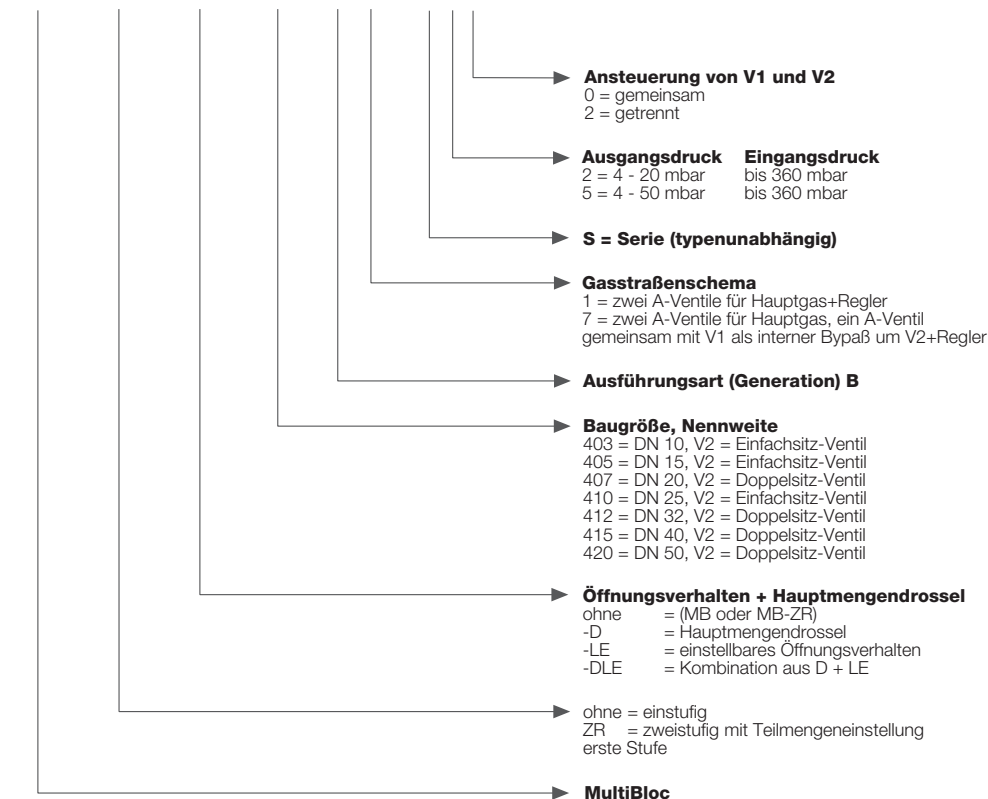 Ansteuerung von V1 und V2
0 = gemeinsam
2 = getrennt
Ausgangsdruck Eingangsdruck
2 = 4 - 20 mbar bis 360 mbar
5 = 4 - 50 mbar bis 360 mbar
S = Serie (typenunabhängig)
Gasstraßenschema
1 = zwei A-Ventile für Hauptgas+Regler
7 = zwei A-Ventile für Hauptgas, ein A-Ventil
gemeinsam mit V1 als interner Bypaß um V2+Regler
Ausführungsart (Generation) B
Baugröße, Nennweite
403 = DN 10, V2 = Einfachsitz-Ventil
405 = DN 15, V2 = Einfachsitz-Ventil
407 = DN 20, V2 = Doppelsitz-Ventil
410 = DN 25, V2 = Einfachsitz-Ventil
412 = DN 32, V2 = Doppelsitz-Ventil
415 = DN 40, V2 = Doppelsitz-Ventil
420 = DN 50, V2 = Doppelsitz-Ventil
Öffnungsverhalten + Hauptmengendrossel
ohne = (MB oder MB-ZR)
-D = Hauptmengendrossel
-LE = einstellbares Öffnungsverhalten
-DLE = Kombination aus D + LE
ohne = einstufig
ZR = zweistufig mit Teilmengeneinstellung
erste Stufe
MultiBloc